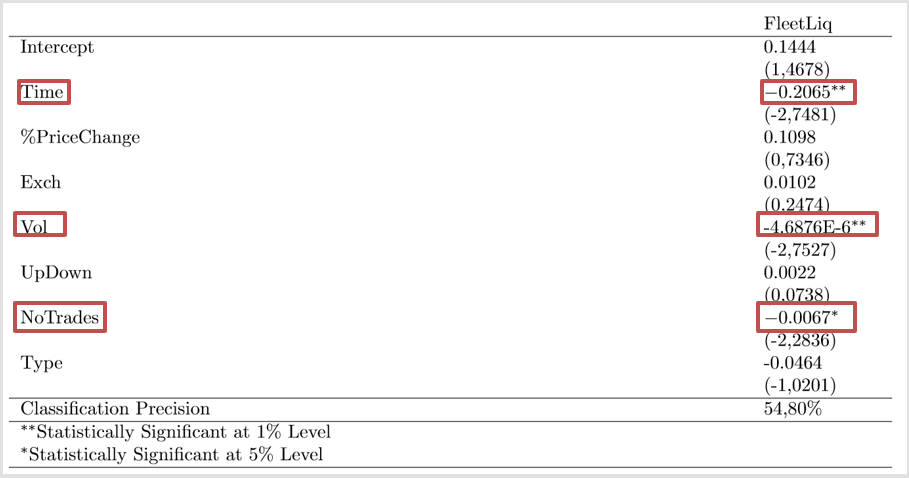 FleetLiq
Intercept 0.1444
(1,4678)
Time −0.2065**
(-2,7481)
%PriceChange 0.1098
(0,7346)
Exch 0.0102
(0,2474)
Vol -4.6876E-6**
(-2,7527)
UpDown 0.0022
(0,0738)
NoTrades −0.0067*
(-2,2836)
Type -0.0464
(-1,0201)
Classification Precision 54,80%
**Statistically Significant at 1% Level
*Statistically Significant at 5% Level